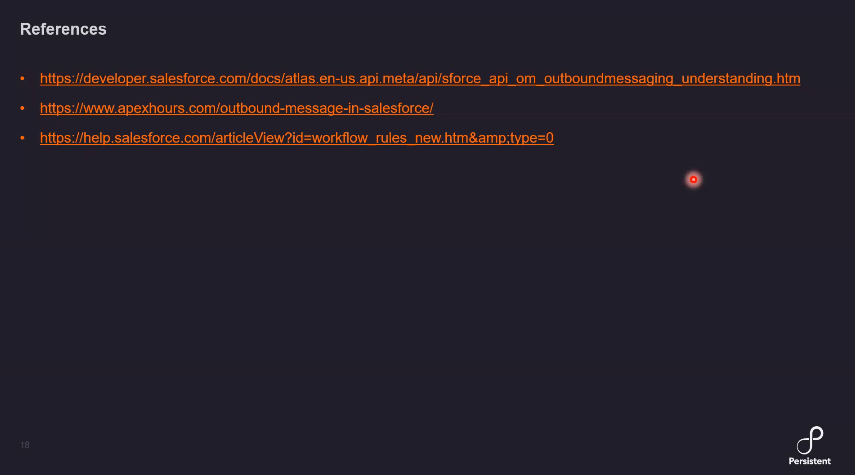 References
• https://developer.salesforce.com/docs/atlas.en-us.api.meta/api/sforce_api_om_outboundmessaging_understanding.htm
• https://www.apexhours.com/outbound-message-in-salesforce/
• https://help.salesforce.com/articleView?id=workflow_rules_new.htm&amp;type=0
18
Persistent